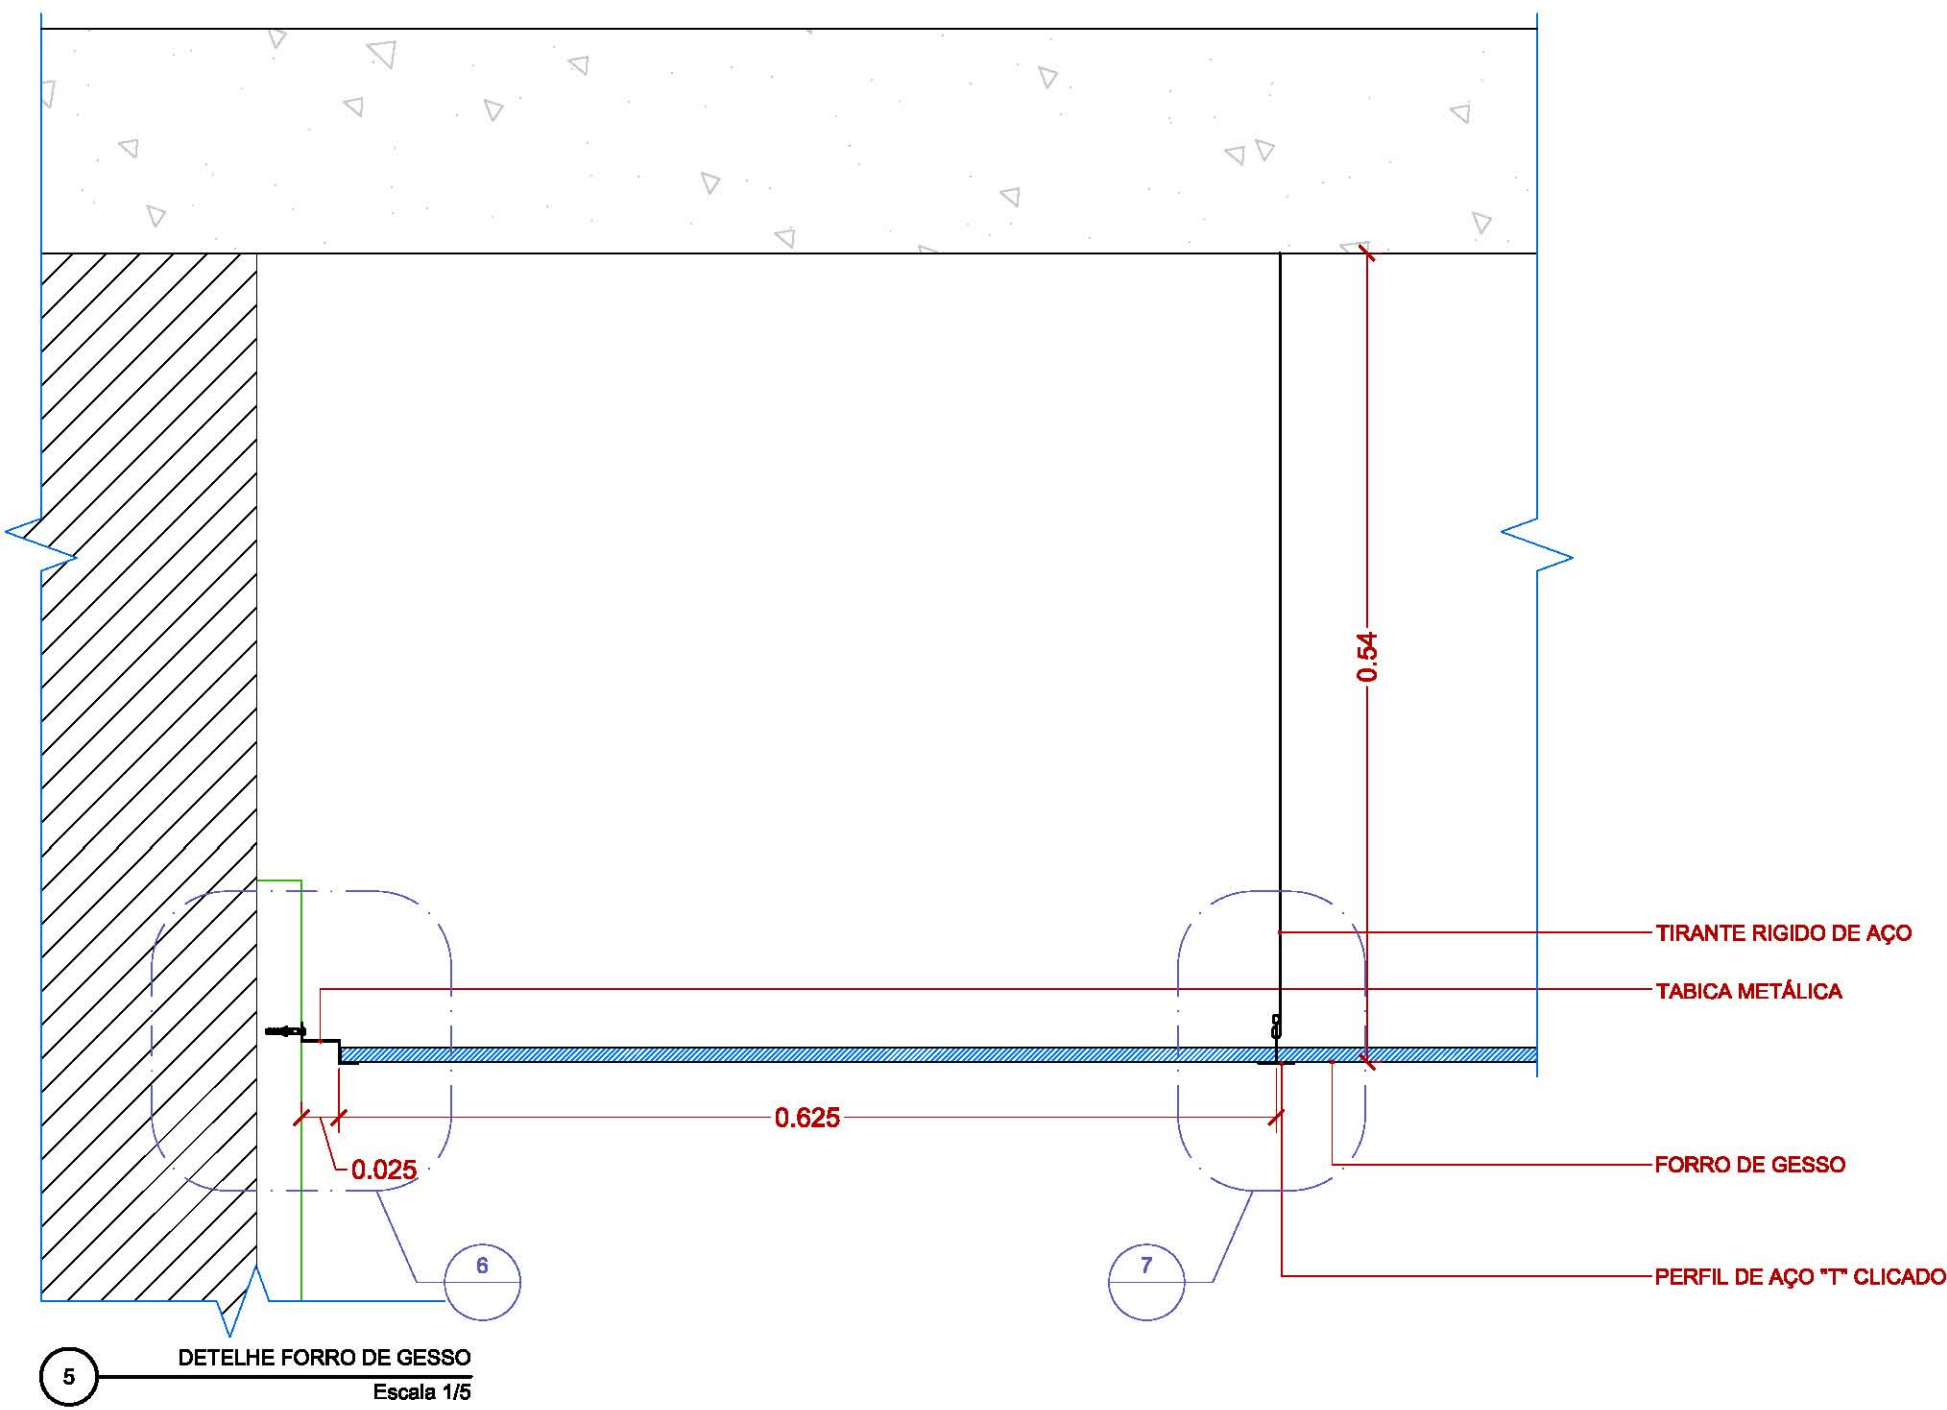 0.54
TIRANTE RIGIDO DE AÇO
TABICA METÁLICA
0.625
0.025
FORRO DE GESSO
6
7
PERFIL DE AÇO "T" CLICADO
5
DETELHE FORRO DE GESSO
Escala 1/5